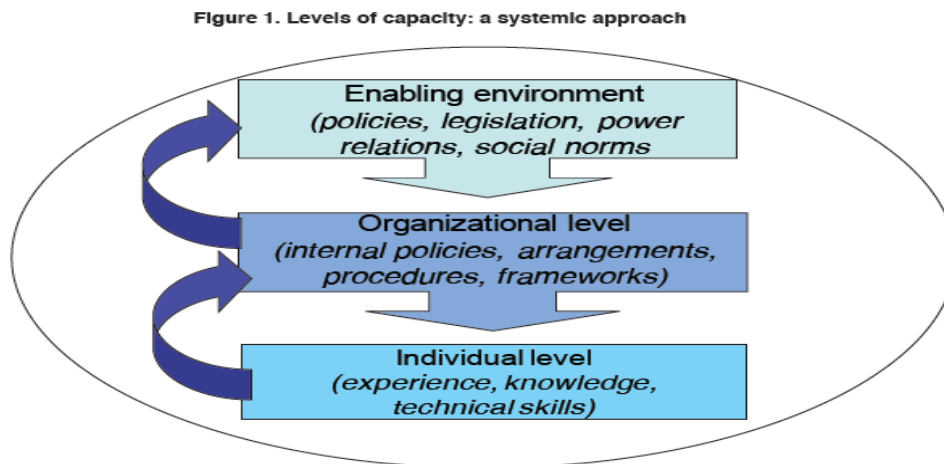 Figure 1. Levels of capacity: a systemic approach
Enabling environment
(policies, legislation, power
relations, social norms
Organizational level
(internal policies, arrangements,
procedures, frameworks)
Individual level
(experience, knowledge,
technical skills)